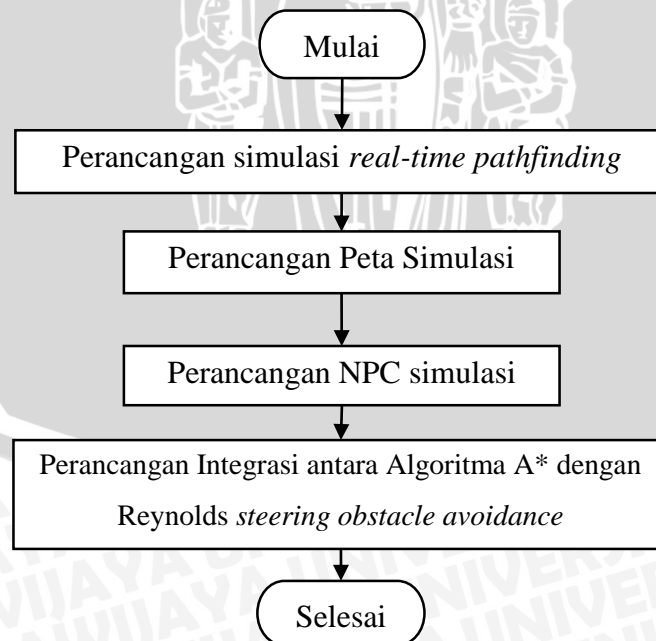 Mulai
Perancangan simulasi real-time pathfinding
Perancangan Peta Simulasi
Perancangan NPC simulasi
Perancangan Integrasi antara Algoritma A* dengan
Reynolds steering obstacle avoidance
Selesai